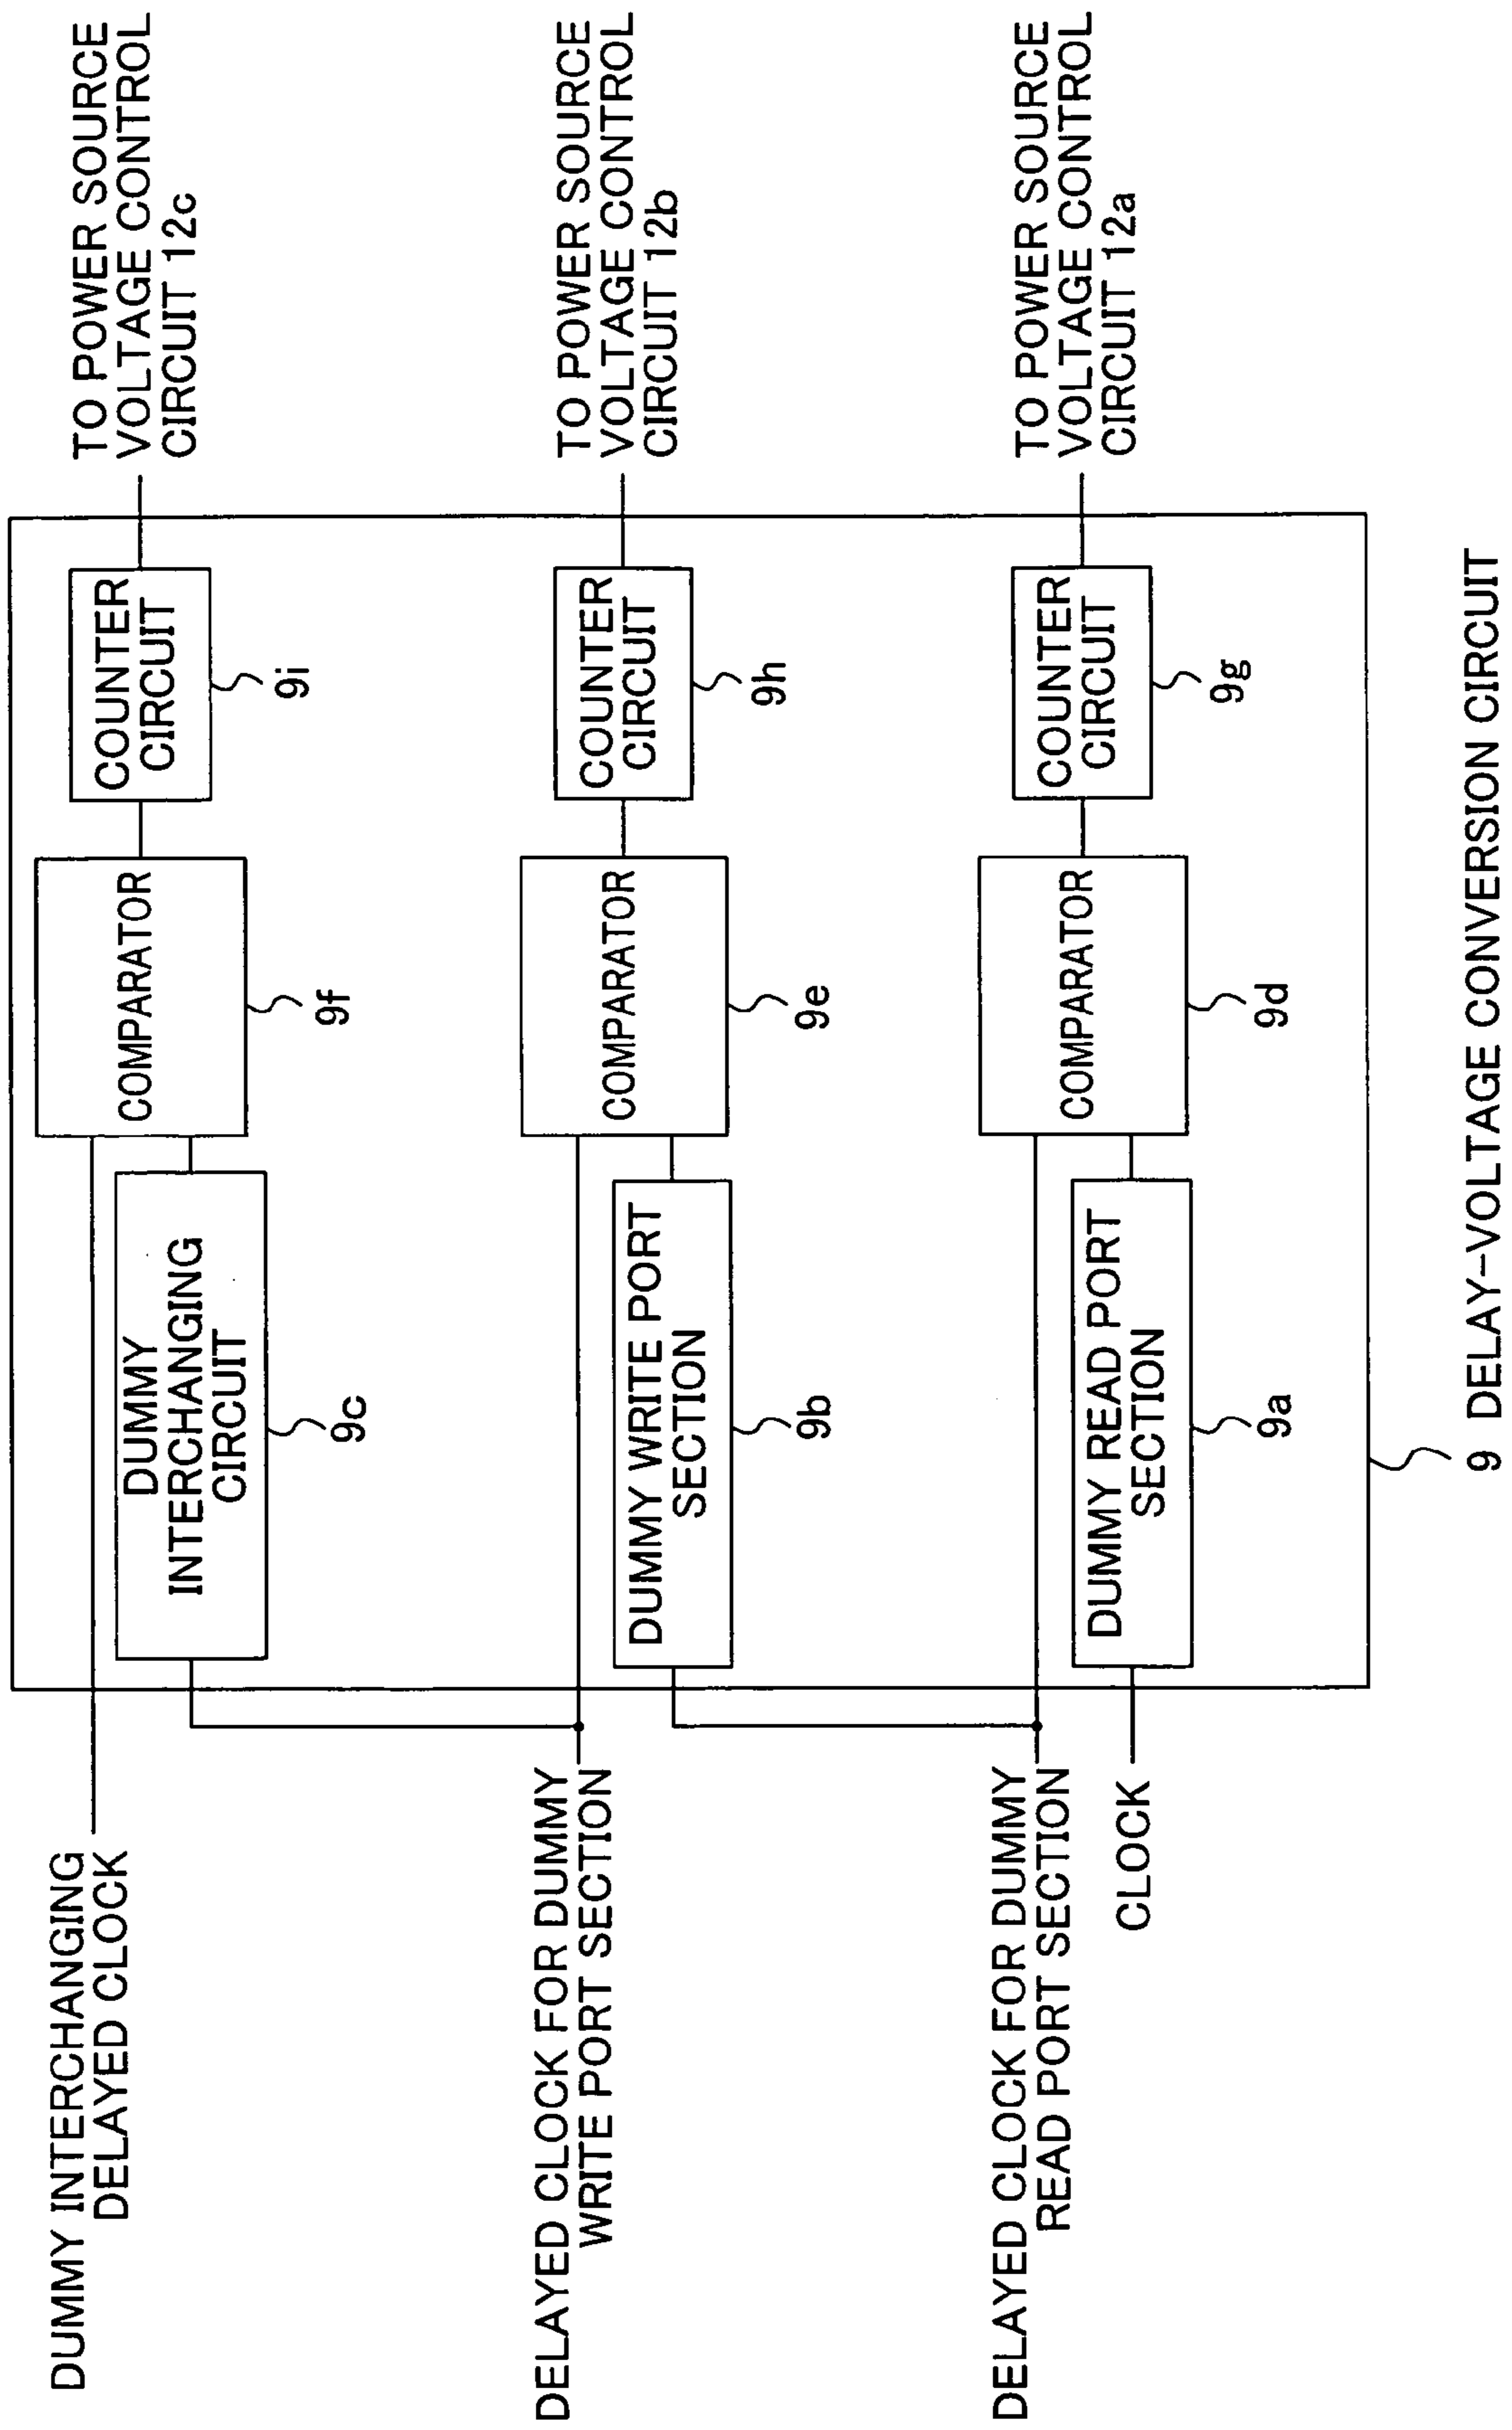 DUMMY INTERCHANGING
DELAYED CLOCK
DUMMY
INTERCHANGING
CIRCUIT
9c
COMPARATOR
9f
COUNTER
CIRCUIT
9i
TO POWER SOURCE
VOLTAGE CONTROL
CIRCUIT 12c
DELAYED CLOCK FOR DUMMY
WRITE PORT SECTION
DUMMY WRITE PORT
SECTION
9b
COMPARATOR
9e
COUNTER
CIRCUIT
9h
TO POWER SOURCE
VOLTAGE CONTROL
CIRCUIT 12b
DELAYED CLOCK FOR DUMMY
READ PORT SECTION
CLOCK
DUMMY READ PORT
SECTION
9a
COMPARATOR
9d
COUNTER
CIRCUIT
9g
TO POWER SOURCE
VOLTAGE CONTROL
CIRCUIT 12a
9 DELAY-VOLTAGE CONVERSION CIRCUIT